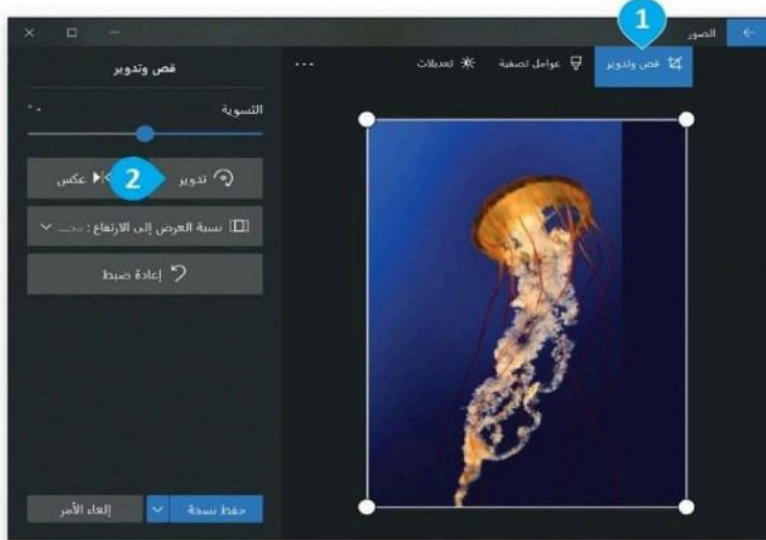 الصور
1
قص وتدوير
عوامل تصفية
تعديلات
...
قص وتدوير
التسوية
٠°
تدوير
2
عكس
نسبة العرض إلى الارتفاع :
إعادة ضبط
حفظ نسخة
إلغاء الأمر